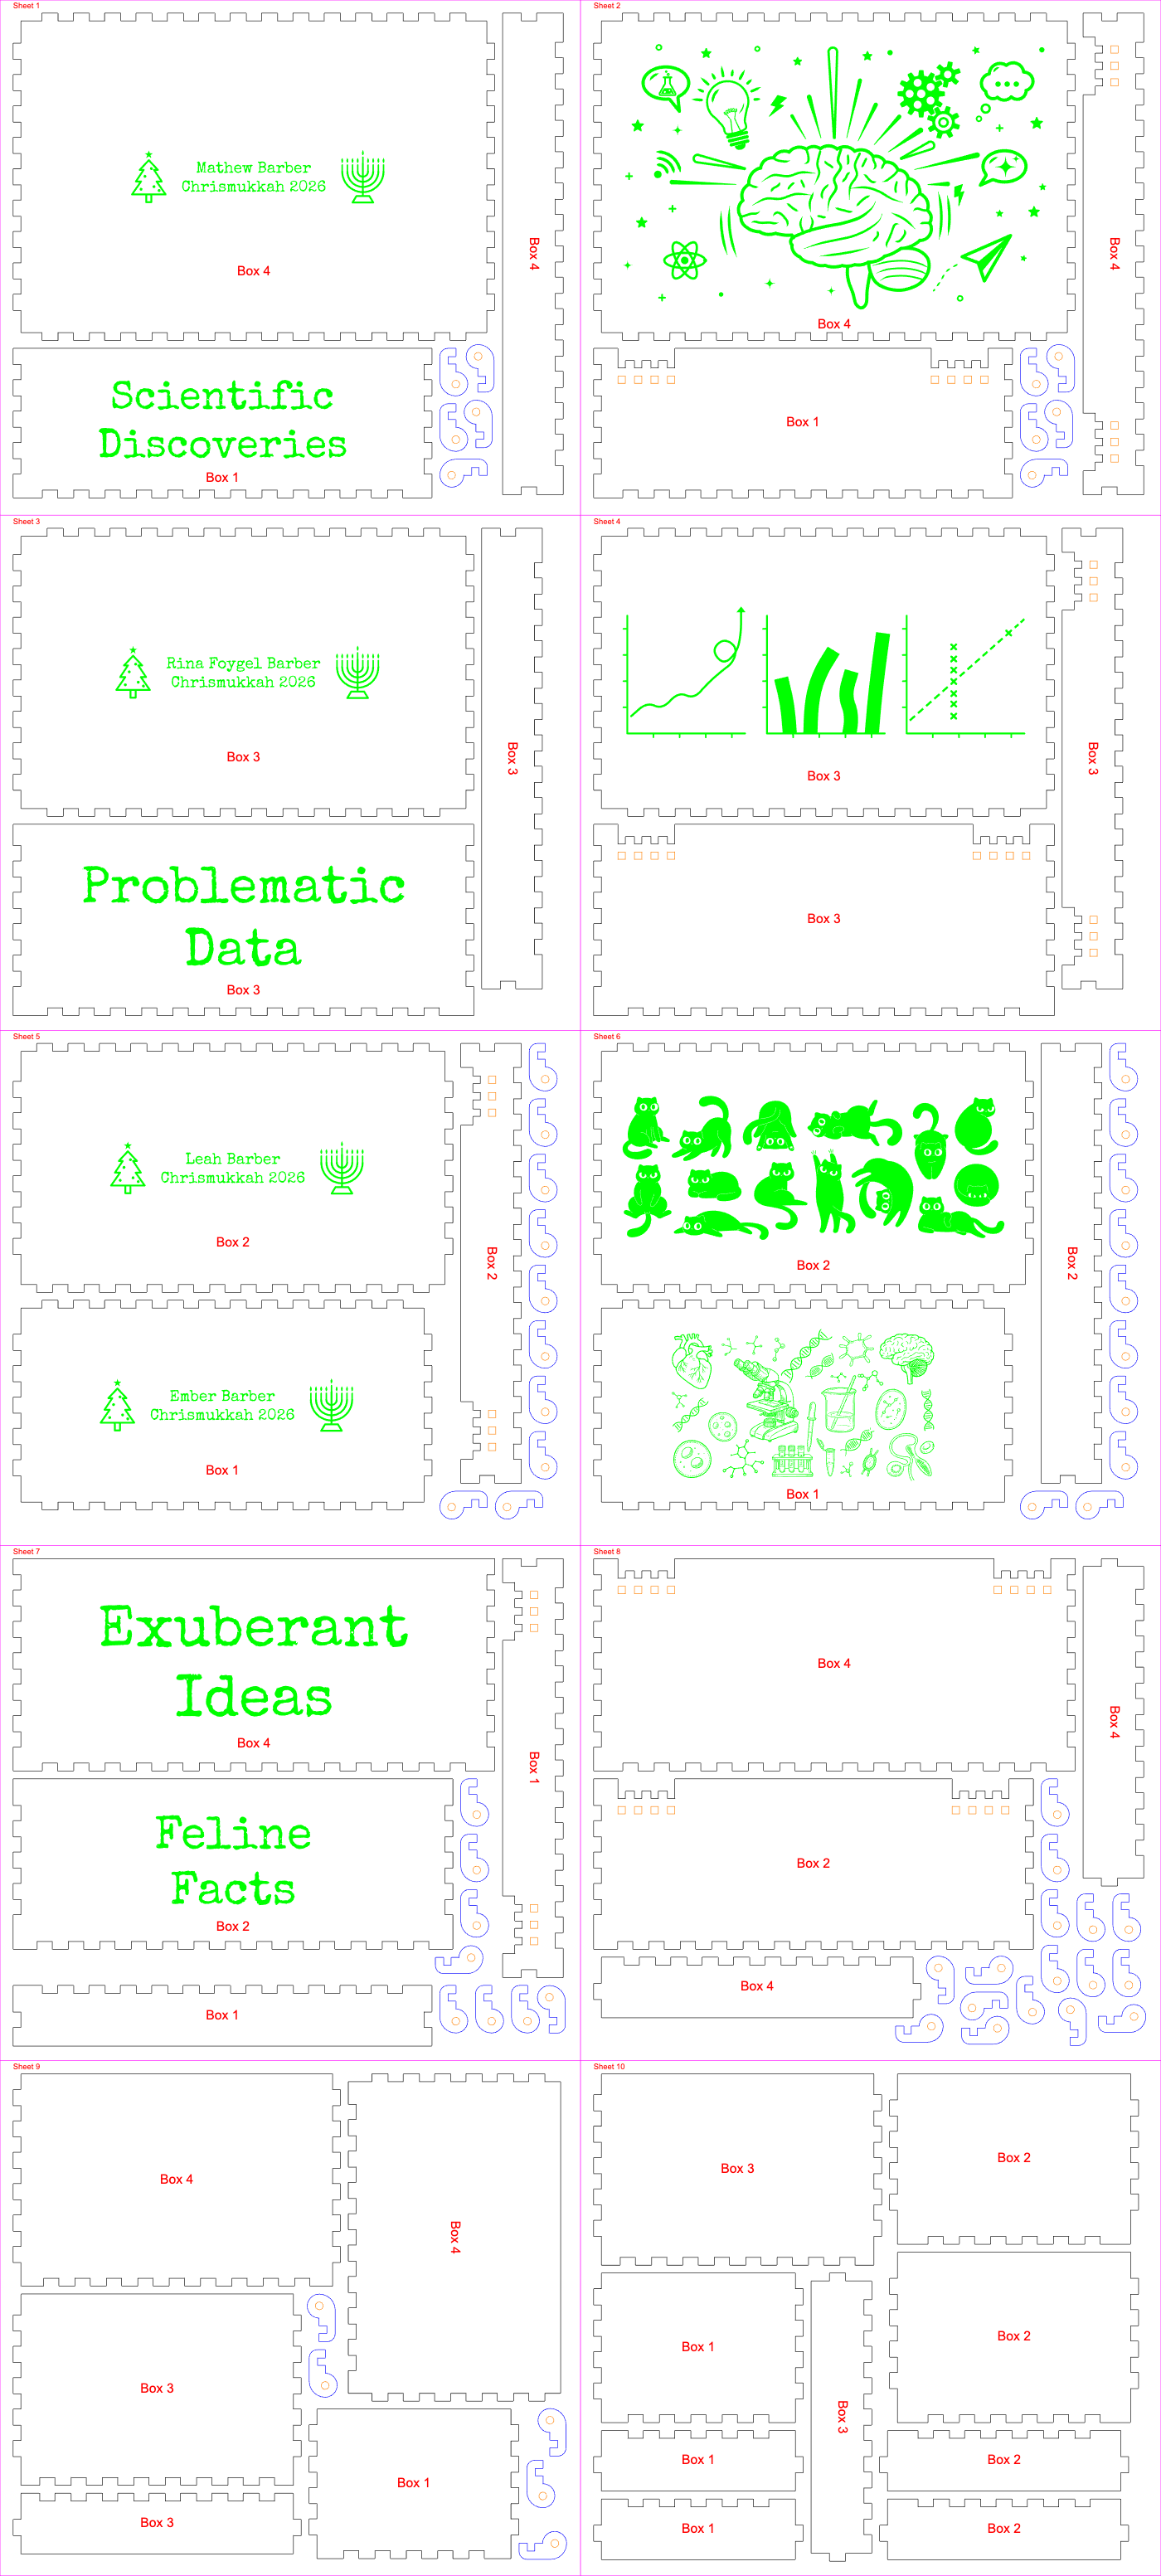 Sheet 1
Mathew Barber
Chrismukkah 2026
Box 4
Box 4
Scientific
Discoveries
Box 1
Sheet 2
Box 4
Box 4
Box 1
Sheet 3
Rina Foygel Barber
Chrismukkah 2026
Box 3
Box 3
Problematic
Data
Box 3
Sheet 4
Box 3
Box 3
Box 3
Sheet 5
Leah Barber
Chrismukkah 2026
Box 2
Box 2
Ember Barber
Chrismukkah 2026
Box 1
Sheet 6
Box 2
Box 2
Box 1
Sheet 7
Exuberant
Ideas
Box 4
Box 1
Feline
Facts
Box 2
Box 1
Sheet 8
Box 4
Box 4
Box 2
Box 4
Sheet 9
Box 4
Box 4
Box 3
Box 1
Box 3
Sheet 10
Box 3
Box 2
Box 1
Box 2
Box 3
Box 1
Box 2
Box 1
Box 2